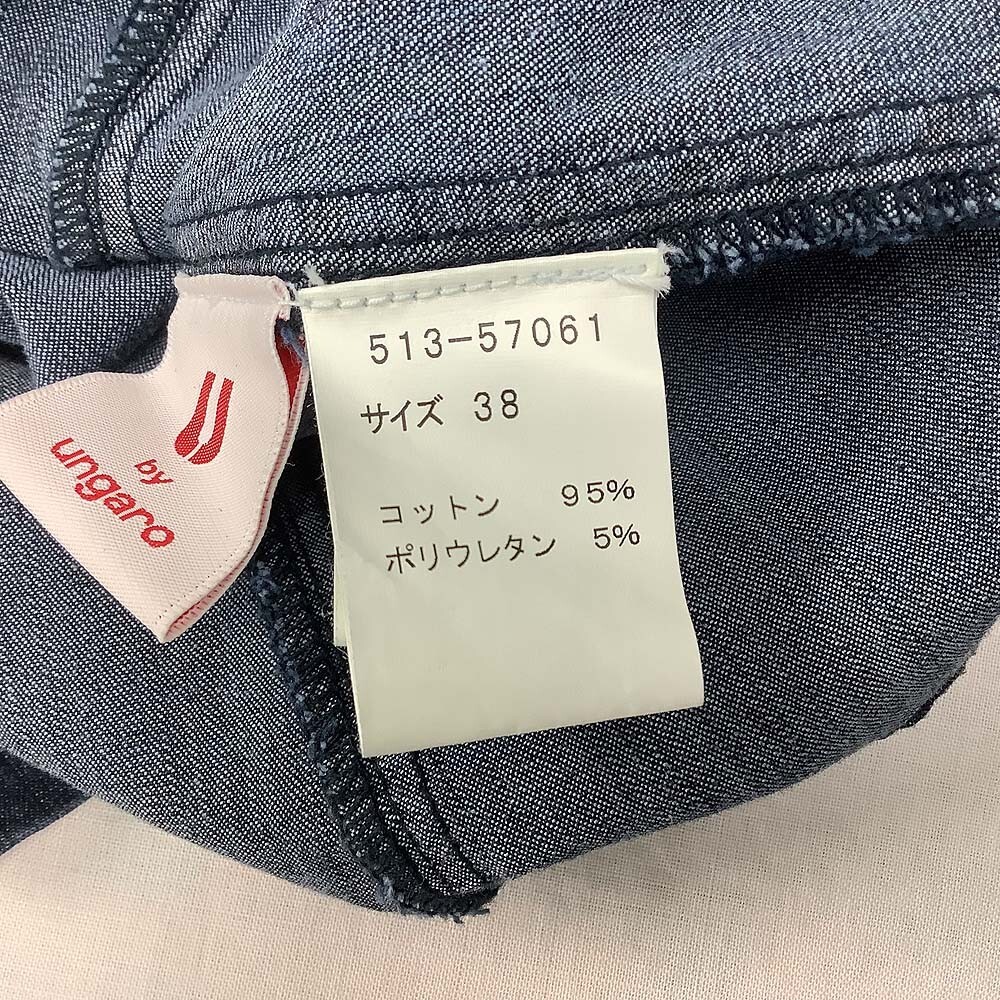 by
ungaro
513-57061
サイズ 38
コットン 95%
ポリウレタン 5%